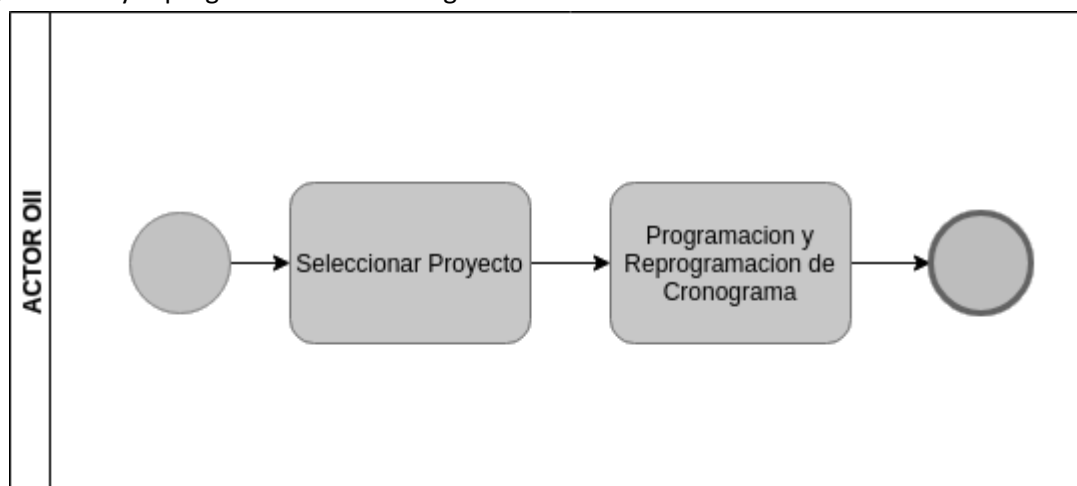 ACTOR OII
Seleccionar Proyecto
Programacion y
Reprogramacion de
Cronograma